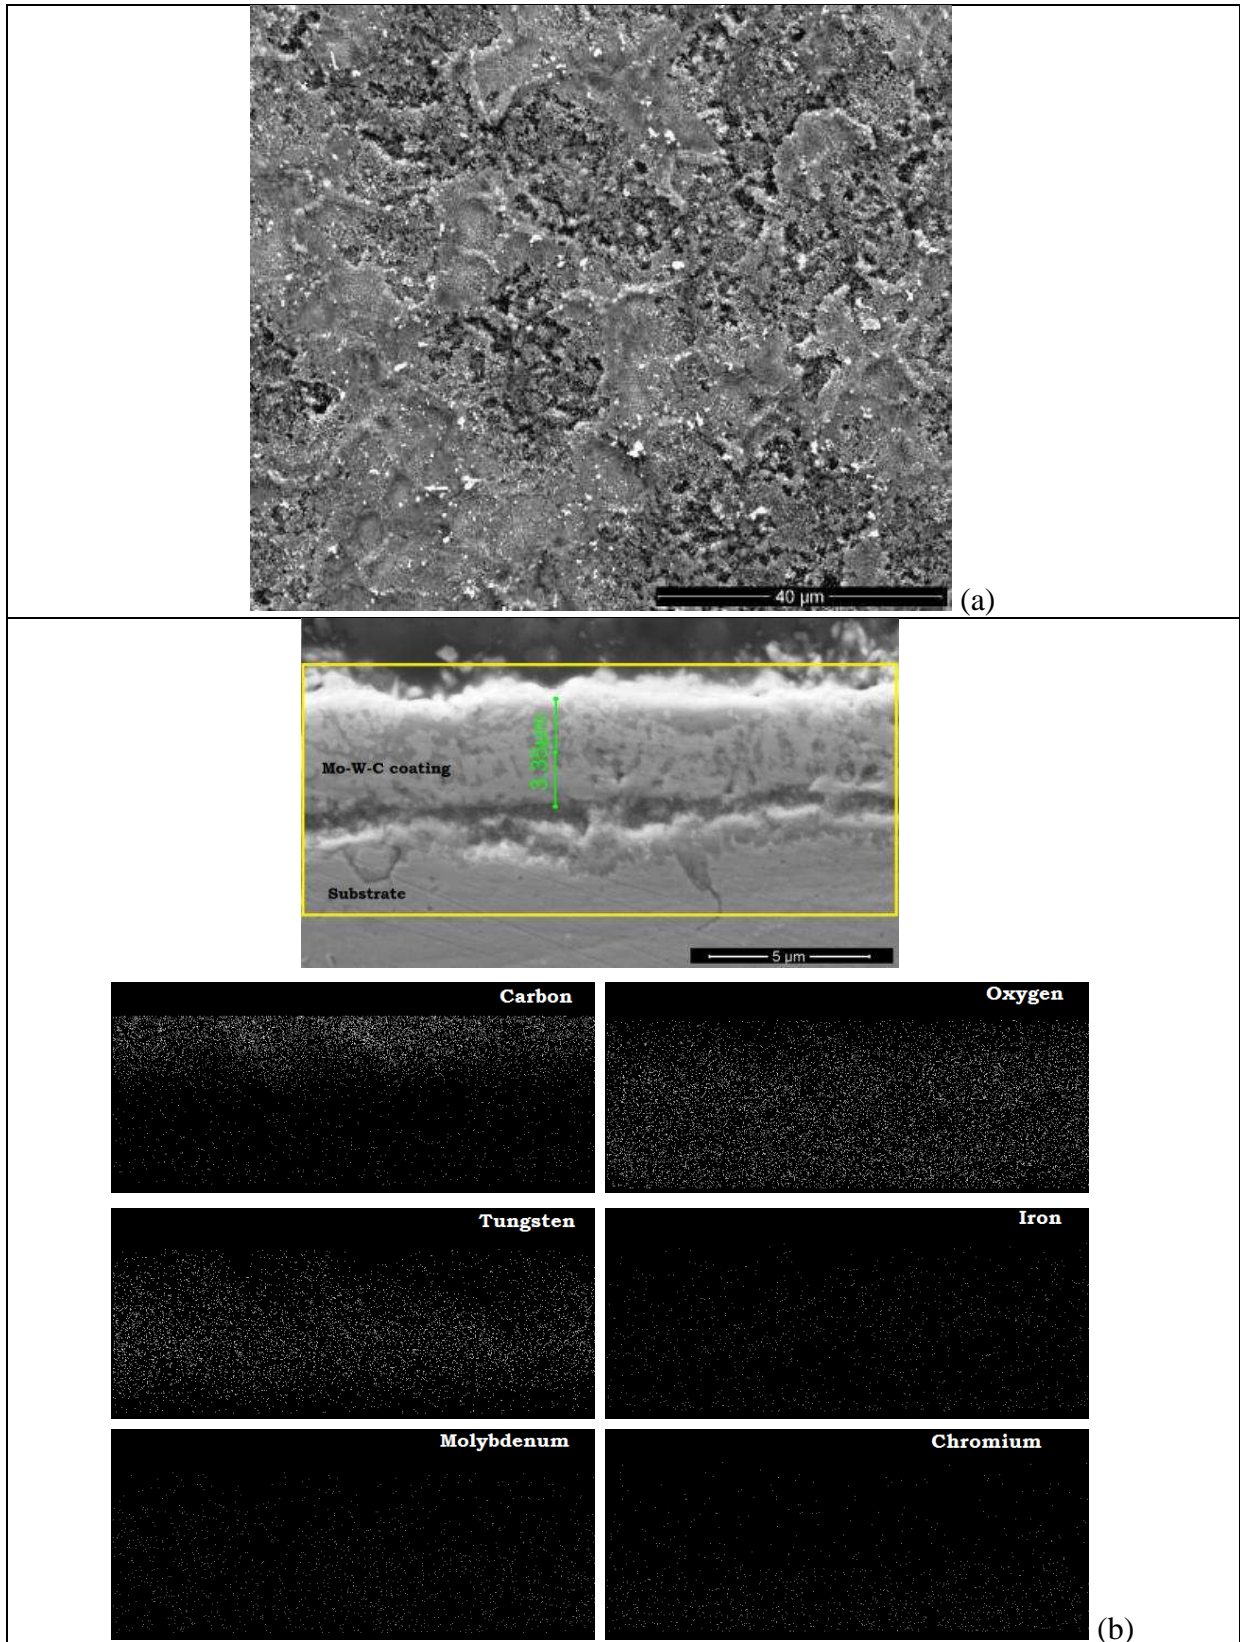 40 µm
(a)
3.33µm
Mo-W-C coating
Substrate
5 µm
Carbon
Oxygen
Tungsten
Iron
Molybdenum
Chromium
(b)